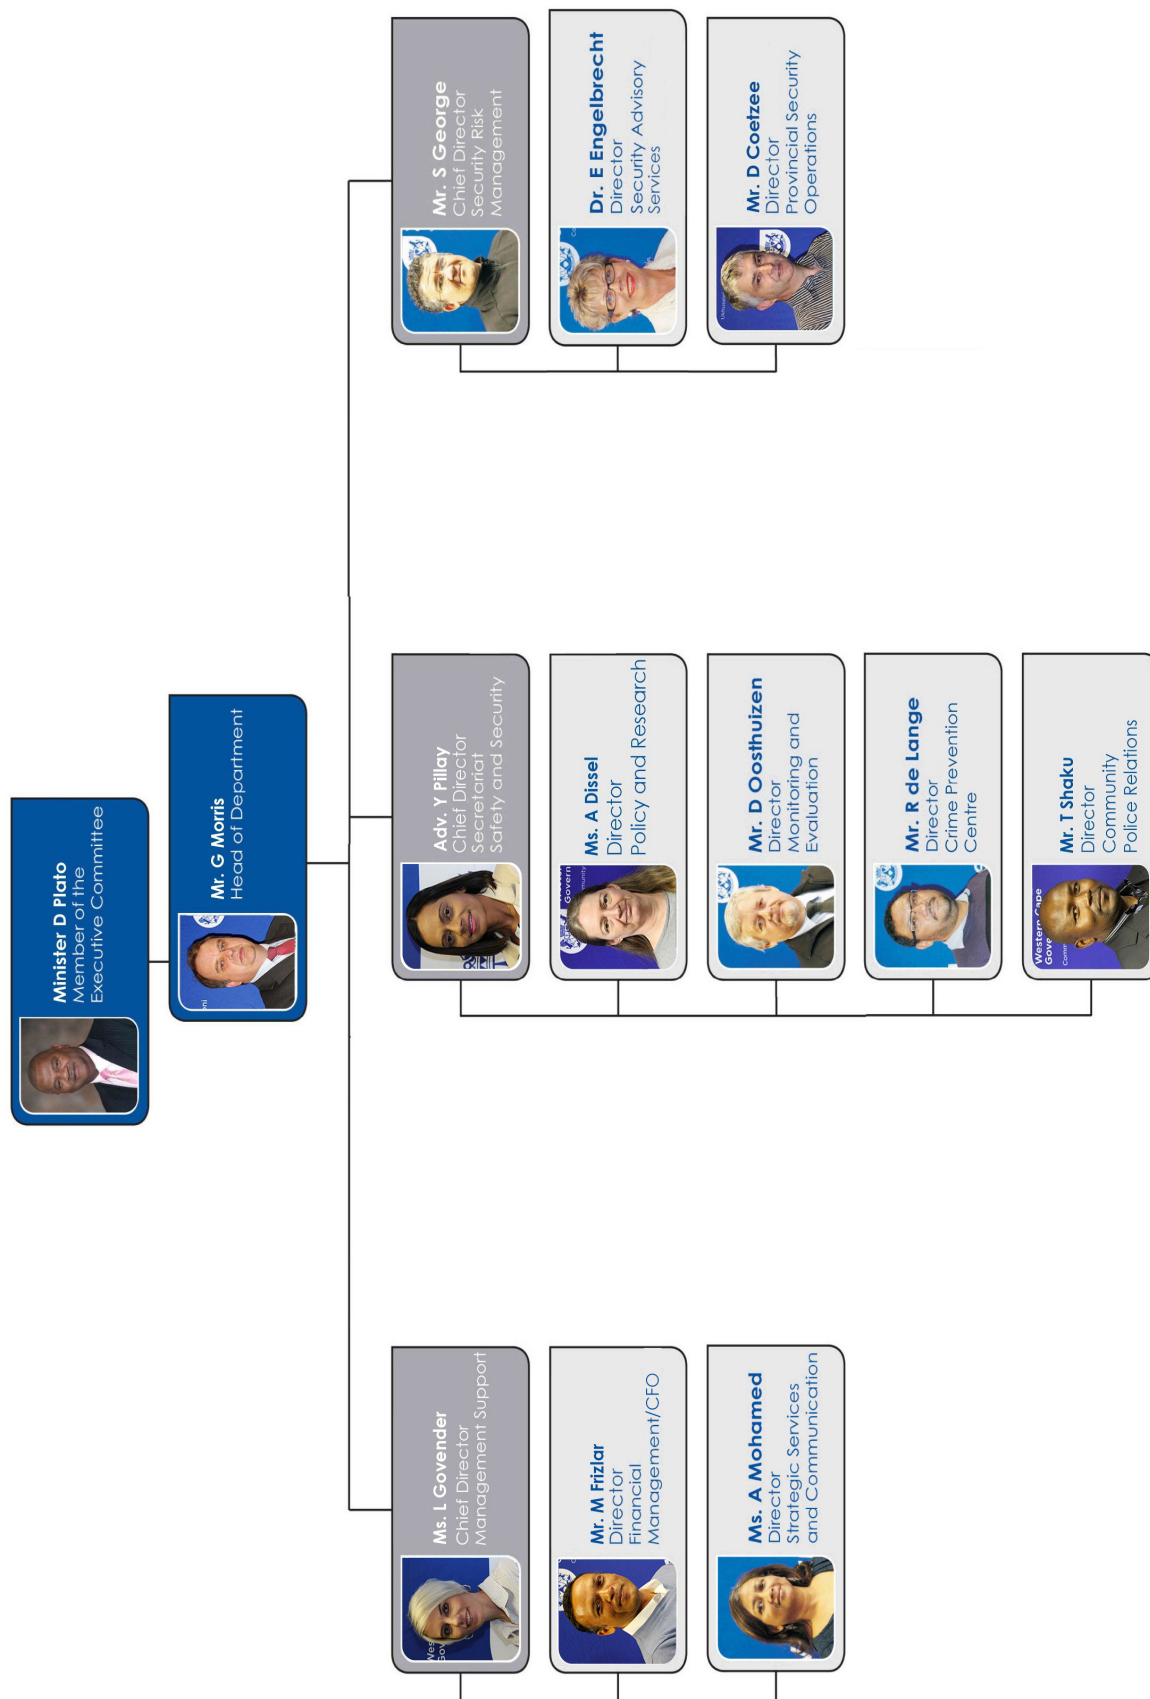 Minister D Plato
Member of the
Executive Committee
Mr. G Morris
Head of Department
Ms. L Govender
Chief Director
Management Support
Mr. M Frizlar
Director
Financial
Management/CFO
Ms. A Mohamed
Director
Strategic Services
and Communication
Adv. Y Pillay
Chief Director
Secretariat
Safety and Security
Ms. A Dissel
Director
Policy and Research
Mr. D Oosthuizen
Director
Monitoring and
Evaluation
Mr. R de Lange
Director
Crime Prevention
Centre
Mr. T Shaku
Director
Community
Police Relations
Western Cape
Mr. S George
Chief Director
Security Risk
Management
Dr. E Engelbrecht
Director
Security Advisory
Services
Mr. D Coetzee
Director
Provincial Security
Operations